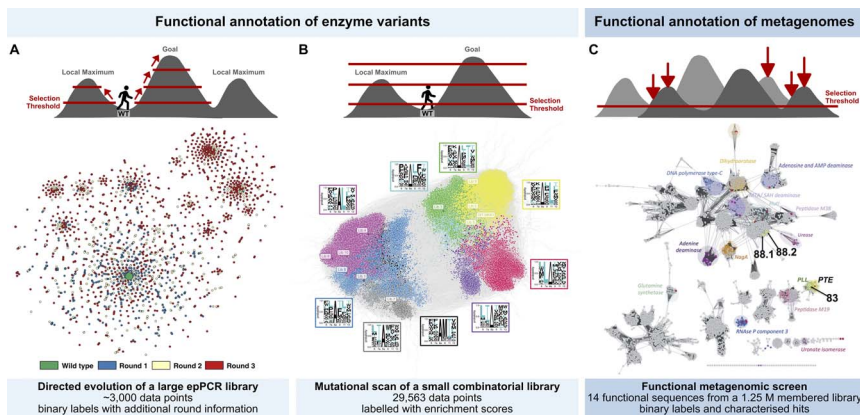 Functional annotation of enzyme variants
Functional annotation of metagenomes
A
Goal
Local Maximum
Local Maximum
Selection
Threshold
WT
Wild type
Round 1
Round 2
Round 3
Directed evolution of a large epPCR library
~3,000 data points
binary labels with additional round information
B
Goal
Local Maximum
Selection
Threshold
WT
Mutational scan of a small combinatorial library
29,563 data points
labelled with enrichment scores
C
Selection
Threshold
Dihydroorotase
DNA polymerase type-C
Adenosine and AMP deaminase
MTA/ SAH deaminase
Peptidase M38
Urease
88.1
88.2
Adenine
deaminase
NagA
PLL
PTE
83
Glutamine
synthetase
Peptidase M19
RNAse P component 3
Uronate isomerase
Functional metagenomic screen
14 functional sequences from a 1.25 M membered library
binary labels and characterised hits